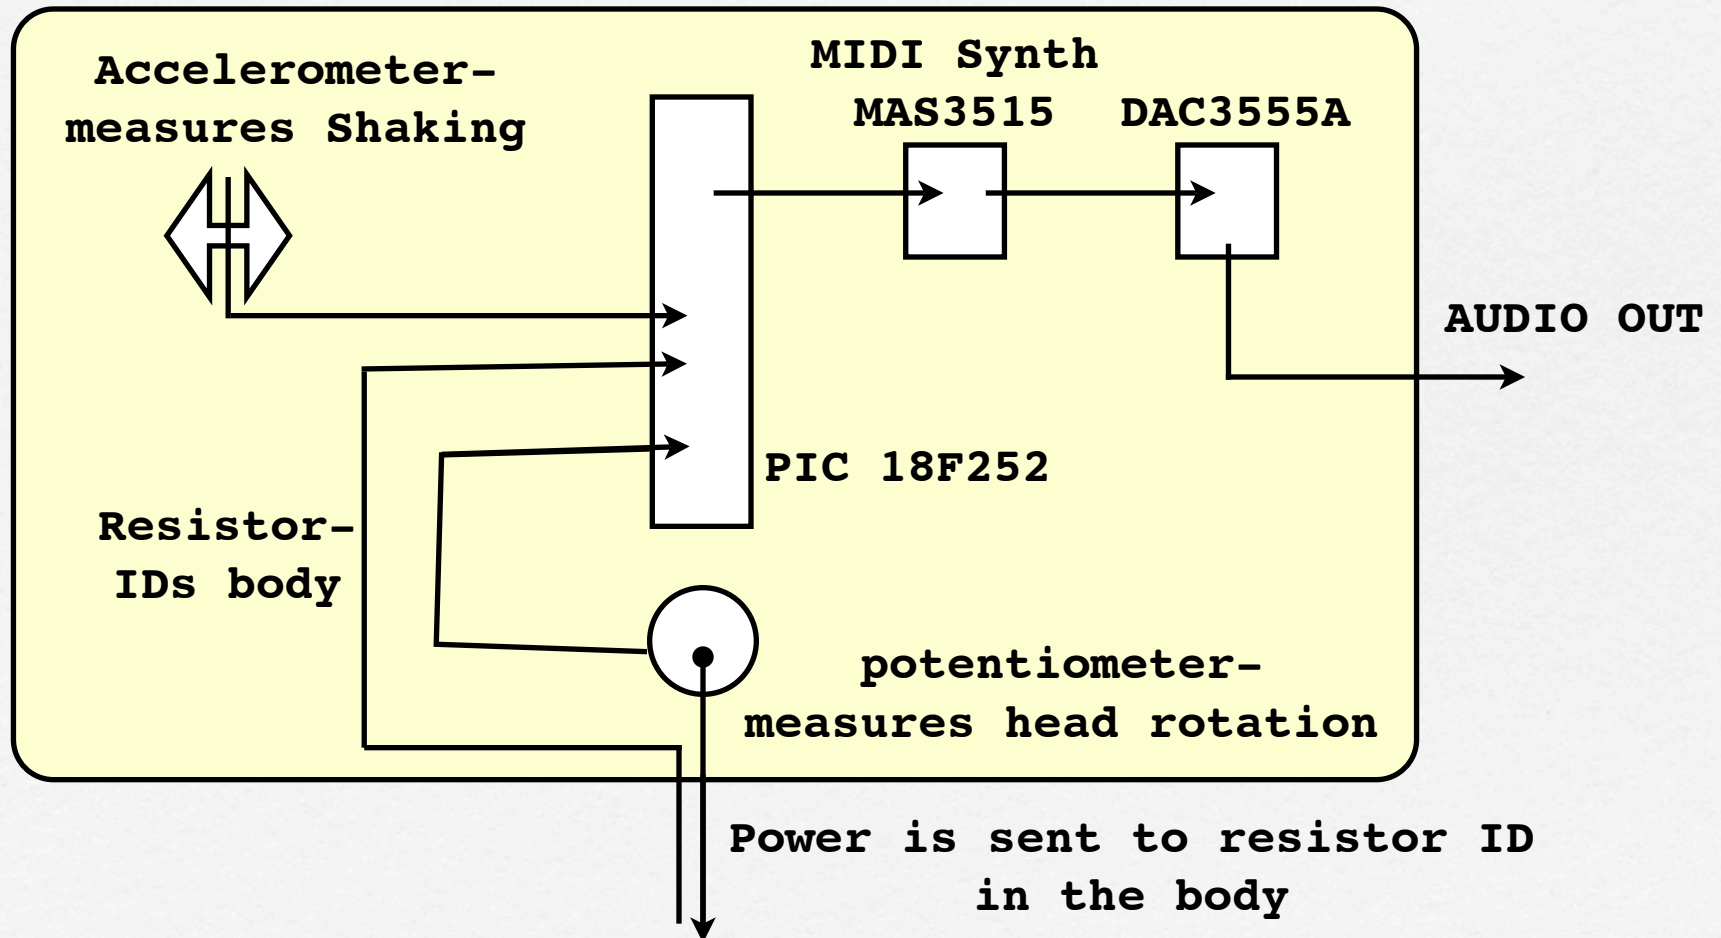 Accelerometer-
measures Shaking
MIDI Synth
MAS3515
DAC3555A
AUDIO OUT
PIC 18F252
Resistor-
IDs body
potentiometer-
measures head rotation
Power is sent to resistor ID
in the body